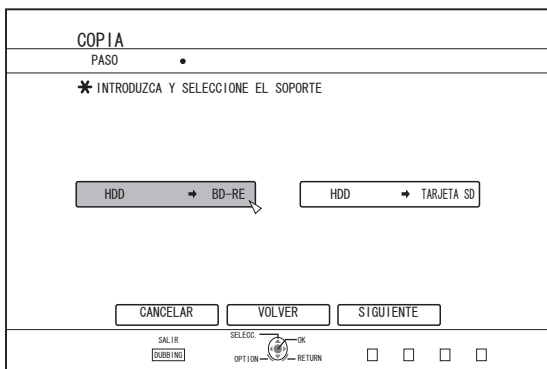 COPIA
PASO
INTRODUZCA Y SELECCIONE EL SOPORTE
HDD ➡ BD-RE
HDD ➡ TARJETA SD
CANCELAR VOLVER SIGUIENTE
SALIR
DUBBING
SELECC.
OK
OPTION
RETURN